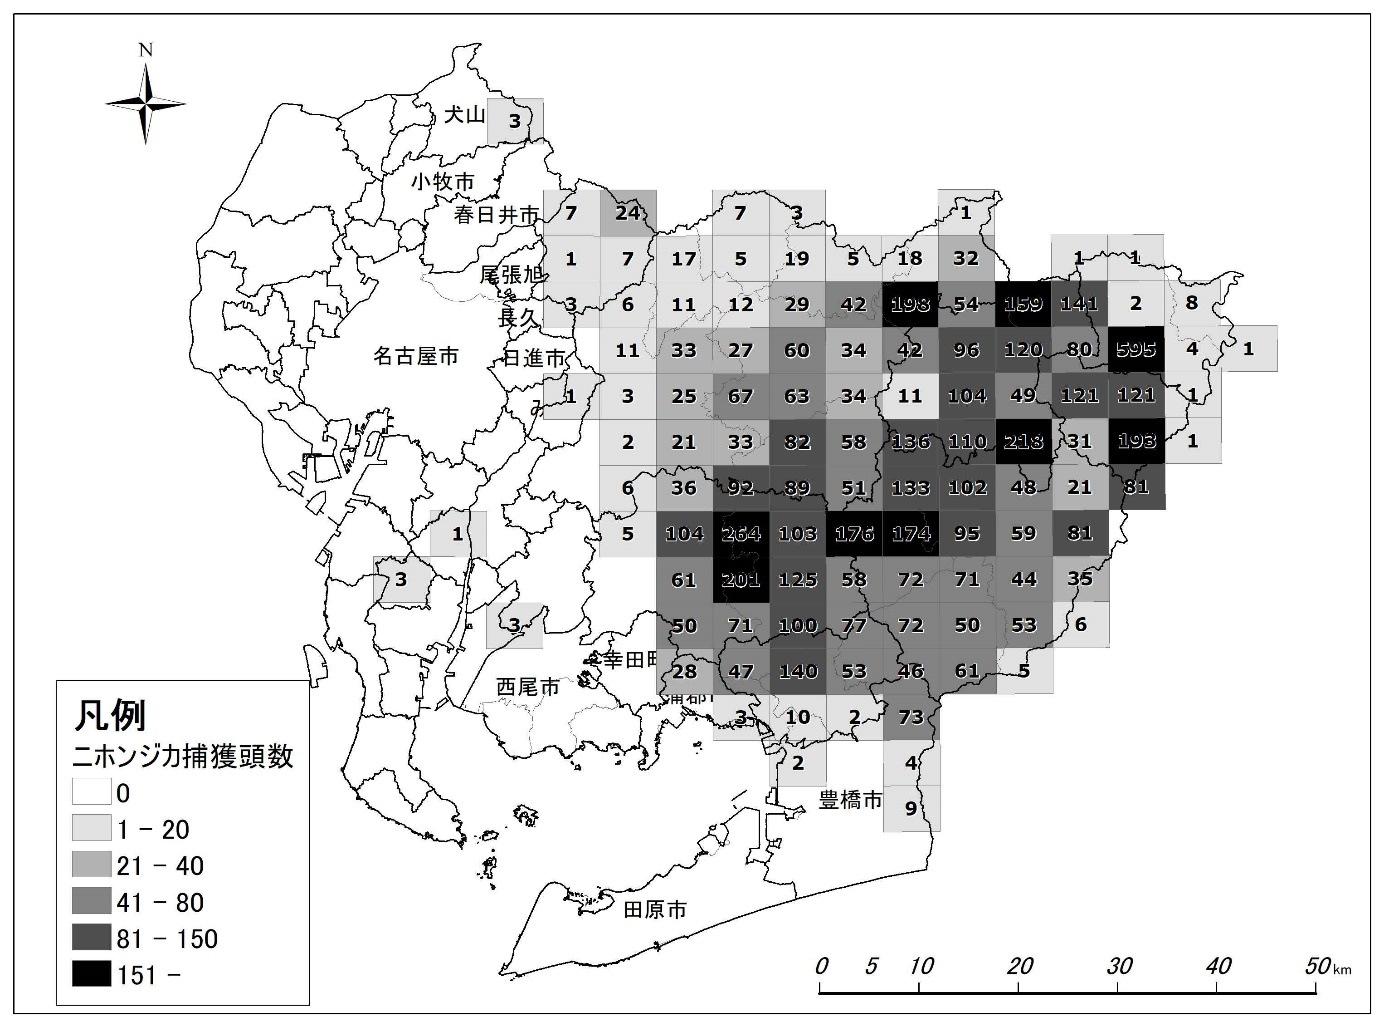 N
犬山
3
小牧市
春日井市 7 24 7 3 1
尾張旭 1 7 17 5 19 5 18 32 1 1
3 6 11 12 29 42 198 54 159 141 2 8
長久
名古屋市 日進市 11 33 27 60 34 42 96 120 80 595 4 1
み 1 3 25 67 63 34 11 104 49 121 121 1
2 21 33 82 58 136 110 218 31 193 1
6 36 92 89 51 133 102 48 21 81
1 5 104 264 103 176 174 95 59 81
3 61 201 125 58 72 71 44 35
3 50 71 100 77 72 50 53 6
幸田町
西尾市 28 47 140 53 46 61 5
蒲郡
3 10 2 73
2 4
豊橋市 9
田原市
凡例
ニホンジカ捕獲頭数
0
1 - 20
21 - 40
41 - 80
81 - 150
151 -
0 5 10 20 30 40 50 km